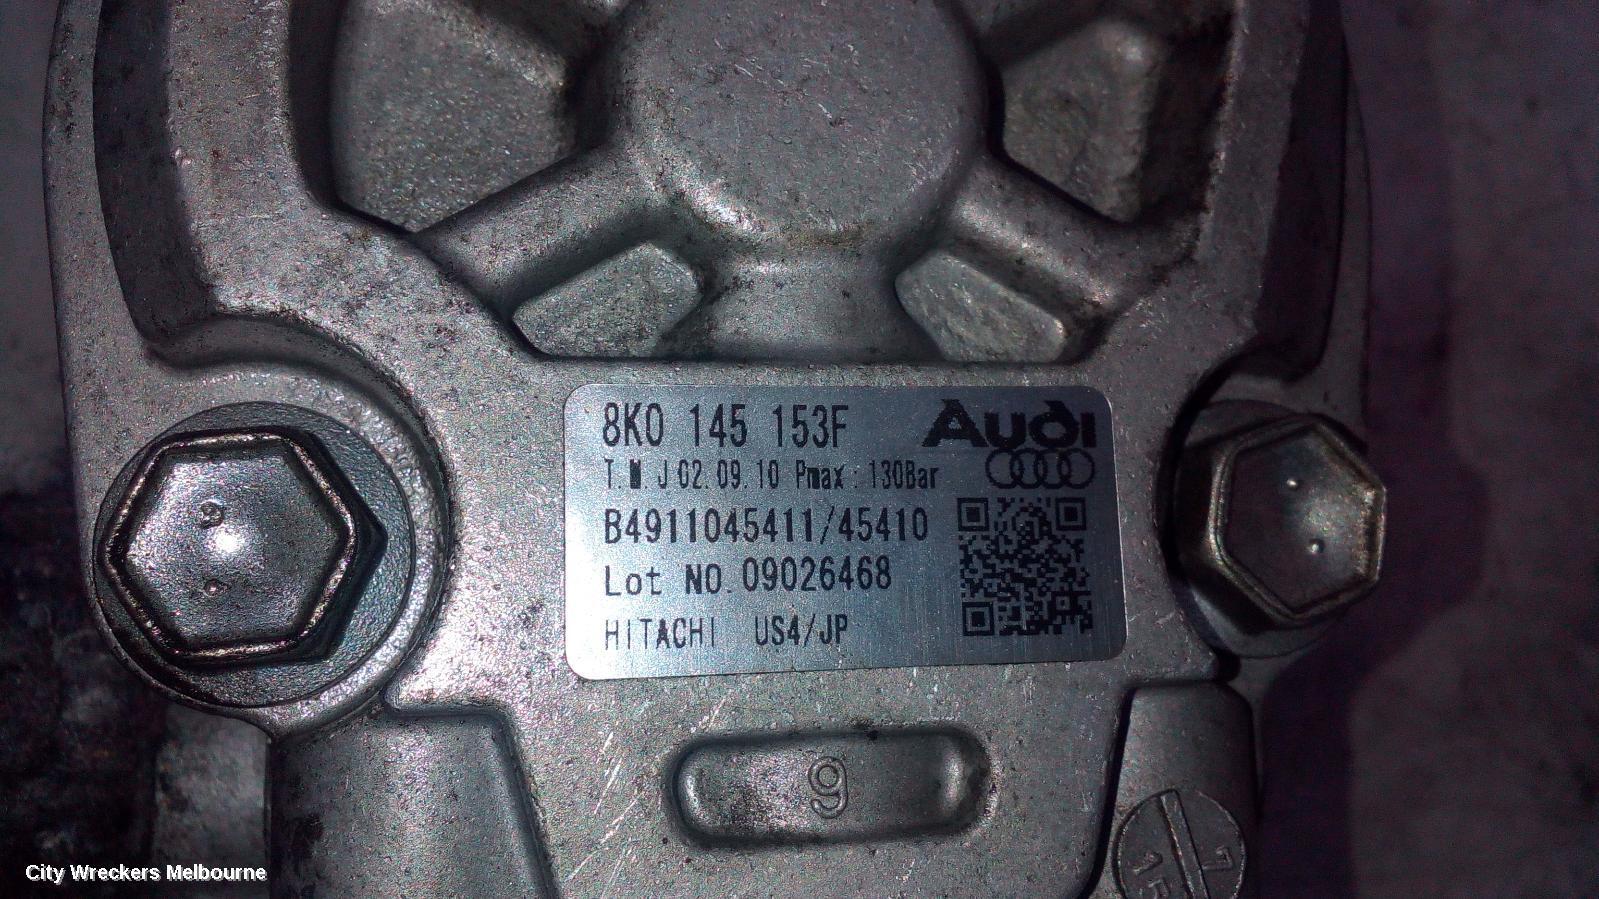 8K0 145 153F
Audi
T.M J 02.09.10 Pmax : 130Bar
B4911045411/45410
Lot NO. 09026468
HITACHI US4/JP
9
7
City Wreckers Melbourne